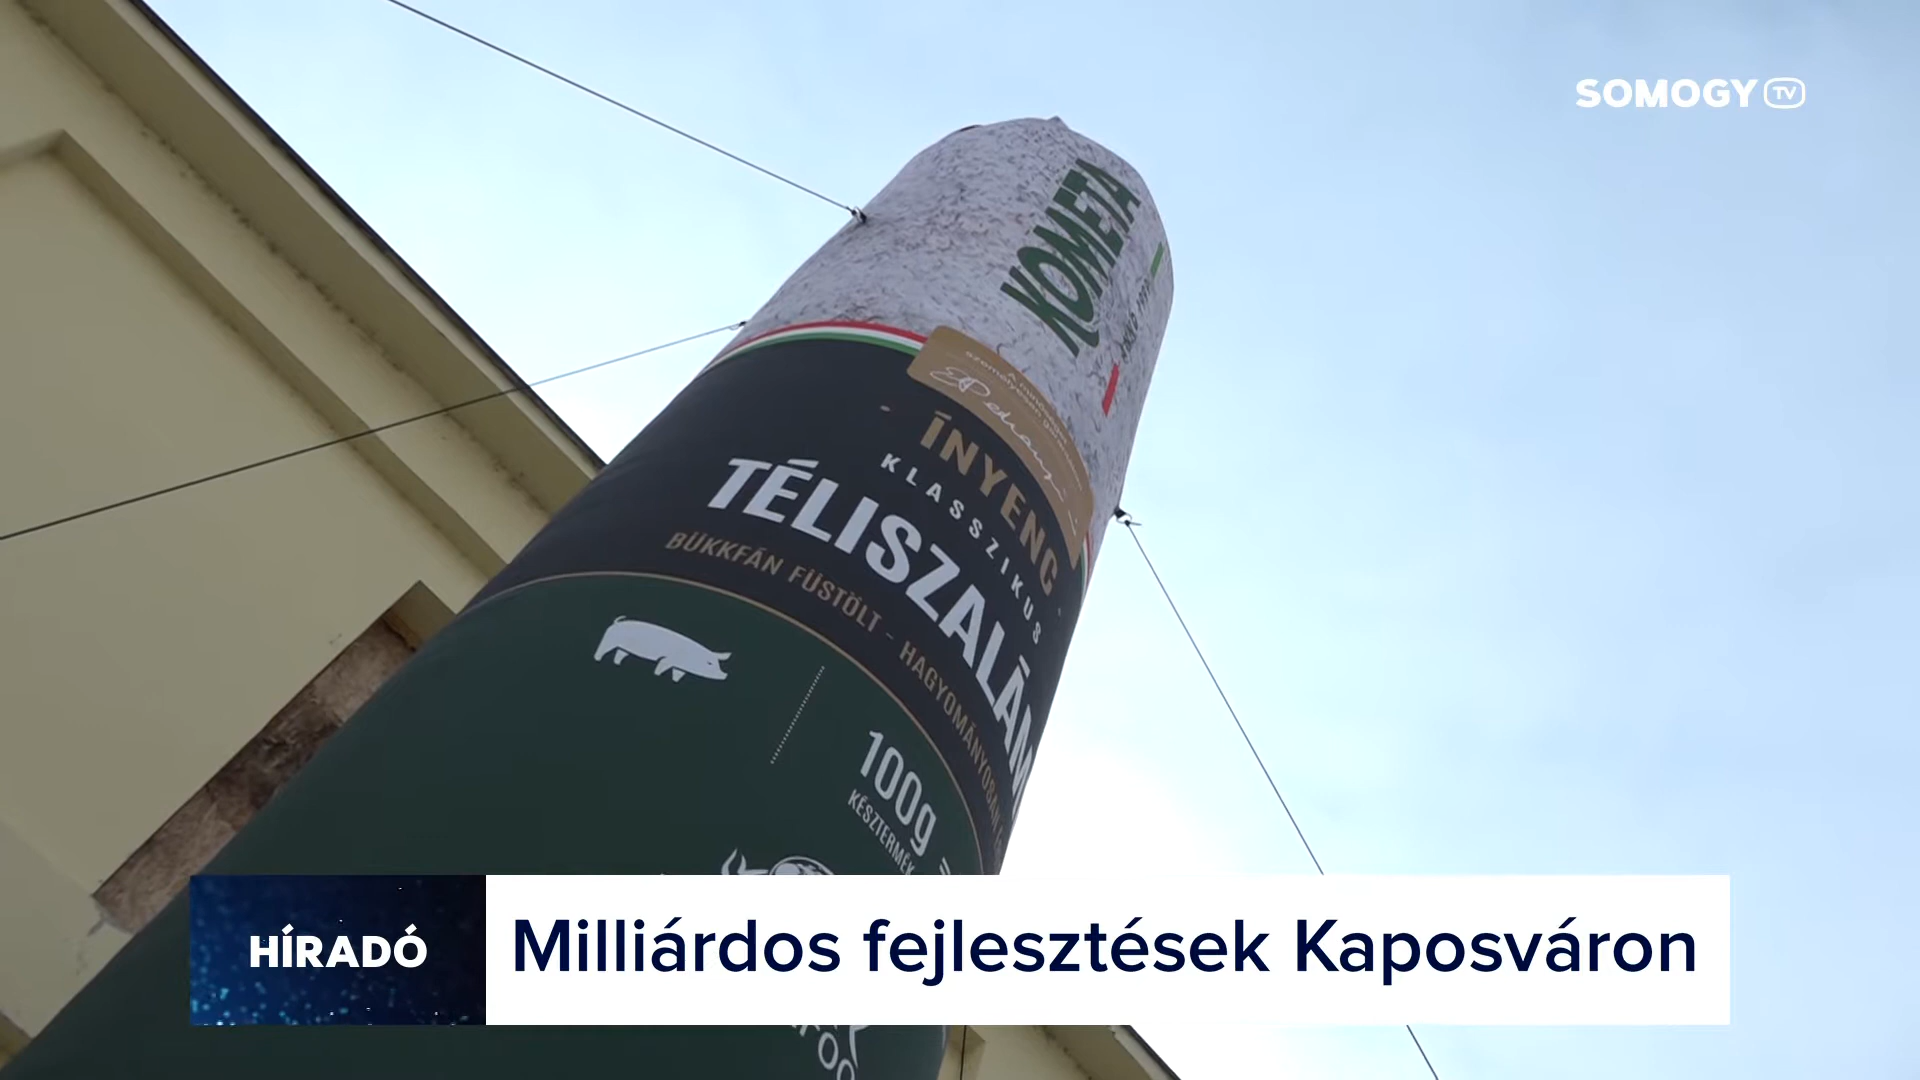 SOMOGY TV
KOMETA
ÍNYENC
KLASSZIKUS
TÉLISZALÁM
BÜKKFÁN FÜSTÖLT - HAGYOMÁNYOSAN
100g
KÉSZTERMÉK
HÍRADÓ
Milliárdos fejlesztések Kaposváron